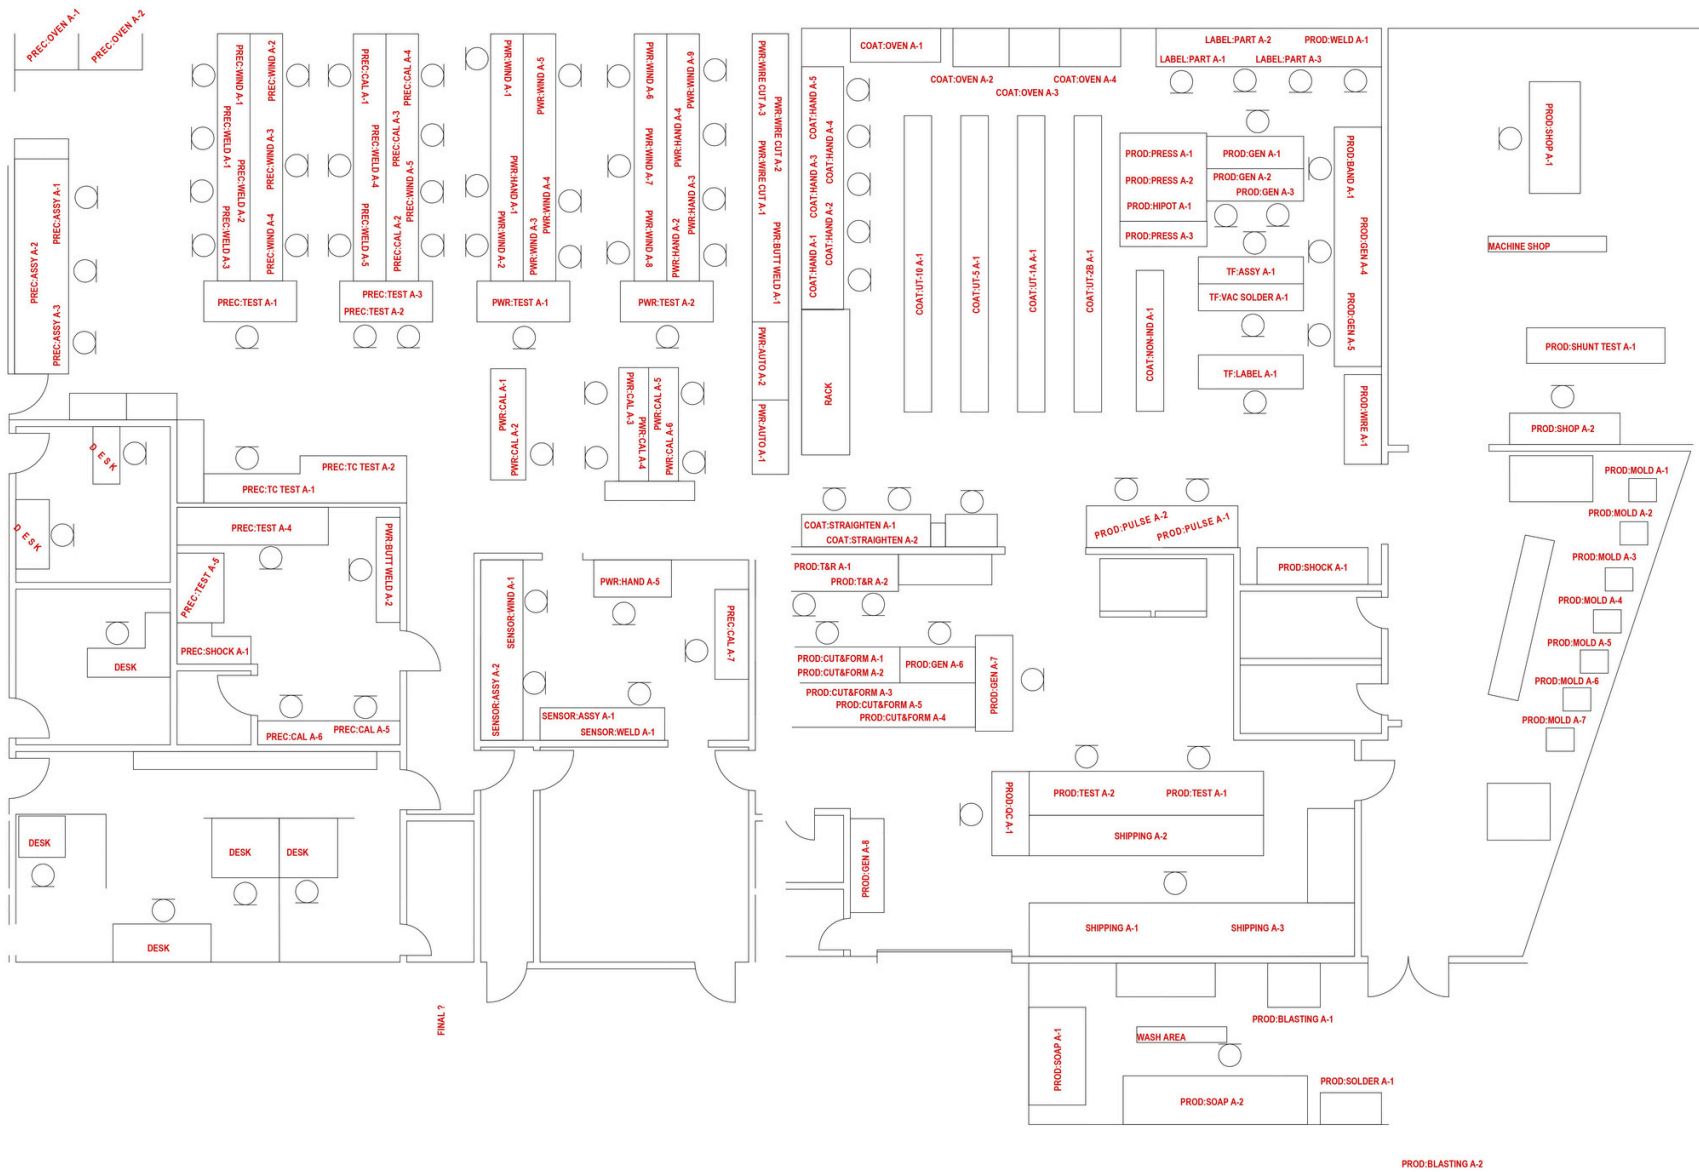 PREC:OVEN A-1
PREC:OVEN A-2
PREC:WIND A-1
PREC:WIND A-2
PREC:WELD A-1
PREC:WELD A-2
PREC:WIND A-3
PREC:WELD A-3
PREC:WIND A-4
PREC:TEST A-1
PREC:CAL A-1
PREC:CAL A-4
PREC:CAL A-3
PREC:WELD A-4
PREC:WIND A-5
PREC:WELD A-5
PREC:CAL A-2
PREC:TEST A-3
PREC:TEST A-2
PWR:WIND A-1
PWR:WIND A-5
PWR:HAND A-1
PWR:WIND A-4
PWR:WIND A-2
PWR:WIND A-3
PWR:TEST A-1
PWR:WIND A-6
PWR:WIND A-9
PWR:HAND A-4
PWR:WIND A-7
PWR:HAND A-3
PWR:WIND A-8
PWR:HAND A-2
PWR:TEST A-2
PWR:WIRE CUT A-3
PWR:WIRE CUT A-2
PWR:WIRE CUT A-1
PWR:BUTT WELD A-1
PWR:AUTO A-2
PWR:AUTO A-1
PREC:ASSY A-1
PREC:ASSY A-2
PREC:ASSY A-3
PWR:CAL A-1
PWR:CAL A-2
PWR:CAL A-3
PWR:CAL A-5
PWR:CAL A-4
PWR:CAL A-6
COAT:OVEN A-1
COAT:OVEN A-2
COAT:OVEN A-3
COAT:OVEN A-4
COAT:HAND A-5
COAT:HAND A-4
COAT:HAND A-3
COAT:HAND A-2
COAT:HAND A-1
RACK
COAT:UT-10 A-1
COAT:UT-5 A-1
COAT:UT-1A A-1
COAT:UT-2B A-1
COAT:NON-IND A-1
LABEL:PART A-2
PROD:WELD A-1
LABEL:PART A-1
LABEL:PART A-3
PROD:PRESS A-1
PROD:PRESS A-2
PROD:HIPOT A-1
PROD:PRESS A-3
PROD:GEN A-1
PROD:GEN A-2
PROD:GEN A-3
TF:ASSY A-1
TF:VAC SOLDER A-1
TF:LABEL A-1
PROD:BAND A-1
PROD:GEN A-4
PROD:GEN A-5
PROD:WIRE A-1
PROD:SHOP A-1
MACHINE SHOP
PROD:SHUNT TEST A-1
PROD:SHOP A-2
PROD:MOLD A-1
PROD:MOLD A-2
PROD:MOLD A-3
PROD:MOLD A-4
PROD:MOLD A-5
PROD:MOLD A-6
PROD:MOLD A-7
DESK
DESK
PREC:TC TEST A-2
PREC:TC TEST A-1
PREC:TEST A-4
PREC:TEST A-5
PWR:BUTT WELD A-2
PREC:SHOCK A-1
DESK
PREC:CAL A-6
PREC:CAL A-5
SENSOR:WIND A-1
SENSOR:ASSY A-2
PWR:HAND A-5
PREC:CAL A-7
SENSOR:ASSY A-1
SENSOR:WELD A-1
COAT:STRAIGHTEN A-1
COAT:STRAIGHTEN A-2
PROD:PULSE A-2
PROD:PULSE A-1
PROD:T&R A-1
PROD:T&R A-2
PROD:SHOCK A-1
PROD:CUT&FORM A-1
PROD:CUT&FORM A-2
PROD:GEN A-6
PROD:GEN A-7
PROD:CUT&FORM A-3
PROD:CUT&FORM A-5
PROD:CUT&FORM A-4
PROD:QC A-1
PROD:TEST A-2
PROD:TEST A-1
SHIPPING A-2
PROD:GEN A-8
SHIPPING A-1
SHIPPING A-3
DESK
DESK
DESK
DESK
FINAL ?
PROD:SOAP A-1
WASH AREA
PROD:BLASTING A-1
PROD:SOAP A-2
PROD:SOLDER A-1
PROD:BLASTING A-2